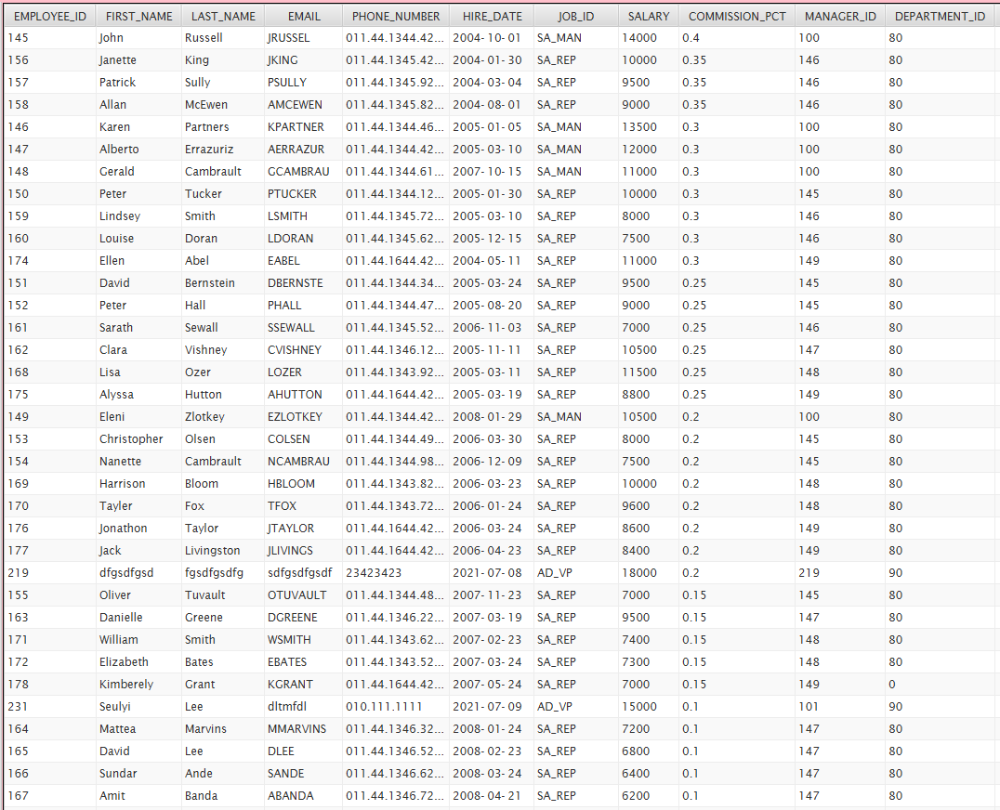 EMPLOYEE_ID FIRST_NAME LAST_NAME EMAIL PHONE_NUMBER HIRE_DATE JOB_ID SALARY COMMISSION_PCT MANAGER_ID DEPARTMENT_ID
145 John Russell JRUSSEL 011.44.1344.42... 2004-10-01 SA_MAN 14000 0.4 100 80
156 Janette King JKING 011.44.1345.42... 2004-01-30 SA_REP 10000 0.35 146 80
157 Patrick Sully PSULLY 011.44.1345.92... 2004-03-04 SA_REP 9500 0.35 146 80
158 Allan McEwen AMCEWEN 011.44.1345.82... 2004-08-01 SA_REP 9000 0.35 146 80
146 Karen Partners KPARTNER 011.44.1344.46... 2005-01-05 SA_MAN 13500 0.3 100 80
147 Alberto Errazuriz AERRAZUR 011.44.1344.42... 2005-03-10 SA_MAN 12000 0.3 100 80
148 Gerald Cambrault GCAMBRAU 011.44.1344.61... 2007-10-15 SA_MAN 11000 0.3 100 80
150 Peter Tucker PTUCKER 011.44.1344.12... 2005-01-30 SA_REP 10000 0.3 145 80
159 Lindsey Smith LSMITH 011.44.1345.72... 2005-03-10 SA_REP 8000 0.3 146 80
160 Louise Doran LDORAN 011.44.1345.62... 2005-12-15 SA_REP 7500 0.3 146 80
174 Ellen Abel EABEL 011.44.1644.42... 2004-05-11 SA_REP 11000 0.3 149 80
151 David Bernstein DBERNSTE 011.44.1344.34... 2005-03-24 SA_REP 9500 0.25 145 80
152 Peter Hall PHALL 011.44.1344.47... 2005-08-20 SA_REP 9000 0.25 145 80
161 Sarath Sewall SSEWALL 011.44.1345.52... 2006-11-03 SA_REP 7000 0.25 146 80
162 Clara Vishney CVISHNEY 011.44.1346.12... 2005-11-11 SA_REP 10500 0.25 147 80
168 Lisa Ozer LOZER 011.44.1343.92... 2005-03-11 SA_REP 11500 0.25 148 80
175 Alyssa Hutton AHUTTON 011.44.1644.42... 2005-03-19 SA_REP 8800 0.25 149 80
149 Eleni Zlotkey EZLOTKEY 011.44.1344.42... 2008-01-29 SA_MAN 10500 0.2 100 80
153 Christopher Olsen COLSEN 011.44.1344.49... 2006-03-30 SA_REP 8000 0.2 145 80
154 Nanette Cambrault NCAMBRAU 011.44.1344.98... 2006-12-09 SA_REP 7500 0.2 145 80
169 Harrison Bloom HBLOOM 011.44.1343.82... 2006-03-23 SA_REP 10000 0.2 148 80
170 Tayler Fox TFOX 011.44.1343.72... 2006-01-24 SA_REP 9600 0.2 148 80
176 Jonathon Taylor JTAYLOR 011.44.1644.42... 2006-03-24 SA_REP 8600 0.2 149 80
177 Jack Livingston JLIVINGS 011.44.1644.42... 2006-04-23 SA_REP 8400 0.2 149 80
219 dfgsdfgsd fgsdfgsdfg sdfgsdfgsdf 23423423 2021-07-08 AD_VP 18000 0.2 219 90
155 Oliver Tuvault OTUVAULT 011.44.1344.48... 2007-11-23 SA_REP 7000 0.15 145 80
163 Danielle Greene DGREENE 011.44.1346.22... 2007-03-19 SA_REP 9500 0.15 147 80
171 William Smith WSMITH 011.44.1343.62... 2007-02-23 SA_REP 7400 0.15 148 80
172 Elizabeth Bates EBATES 011.44.1343.52... 2007-03-24 SA_REP 7300 0.15 148 80
178 Kimberely Grant KGRANT 011.44.1644.42... 2007-05-24 SA_REP 7000 0.15 149 0
231 Seulyi Lee dltmfdl 010.111.1111 2021-07-09 AD_VP 15000 0.1 101 90
164 Mattea Marvins MMARVINS 011.44.1346.32... 2008-01-24 SA_REP 7200 0.1 147 80
165 David Lee DLEE 011.44.1346.52... 2008-02-23 SA_REP 6800 0.1 147 80
166 Sundar Ande SANDE 011.44.1346.62... 2008-03-24 SA_REP 6400 0.1 147 80
167 Amit Banda ABANDA 011.44.1346.72... 2008-04-21 SA_REP 6200 0.1 147 80